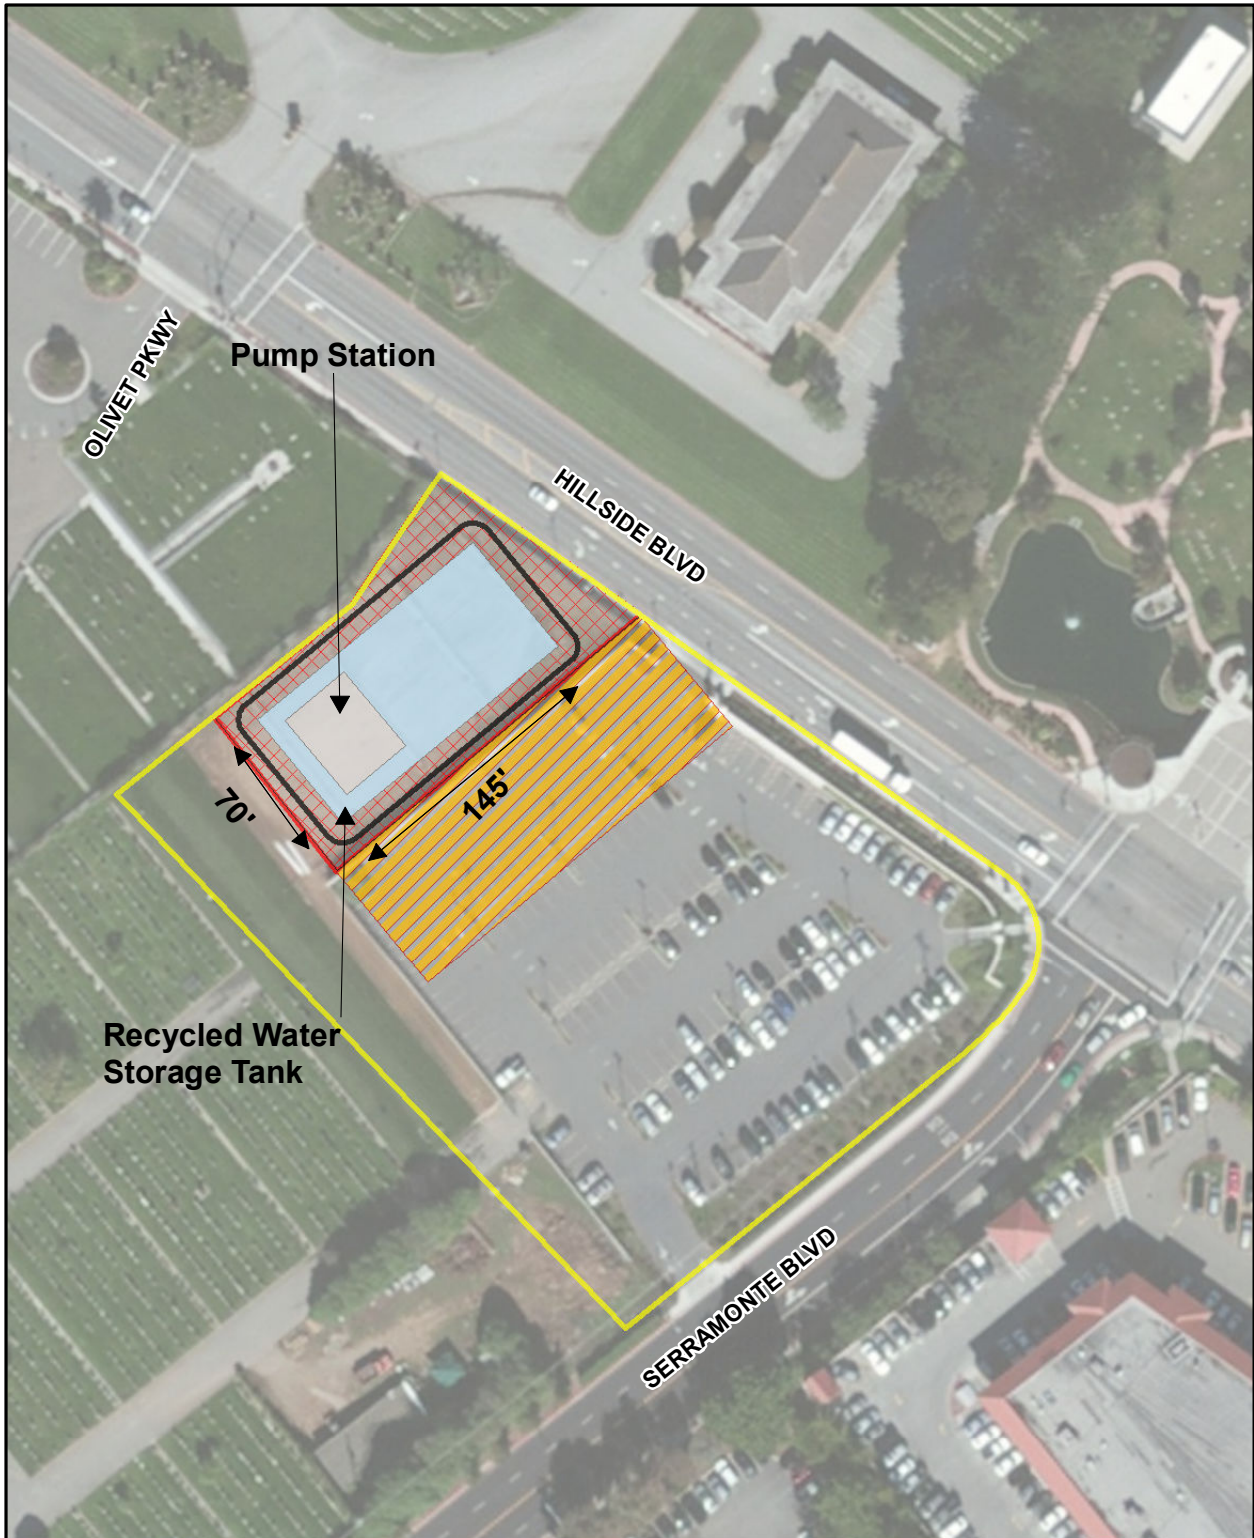 OLIVET PKWY
Pump Station
HILLSIDE BLVD
70'
145'
Recycled Water
Storage Tank
SERRAMONTE BLVD